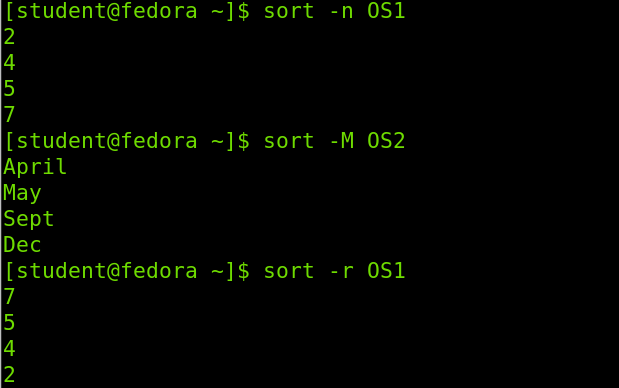 [student@fedora ~]$ sort -n OS1
2
4
5
7
[student@fedora ~]$ sort -M OS2
April
May
Sept
Dec
[student@fedora ~]$ sort -r OS1
7
5
4
2